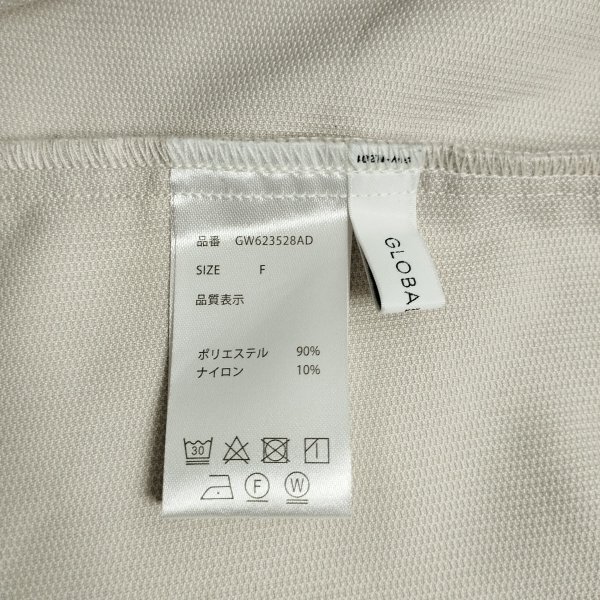 品番 GW623528AD
SIZE F
品質表示
ポリエステル 90%
ナイロン 10%
30
F
W
GLOBA